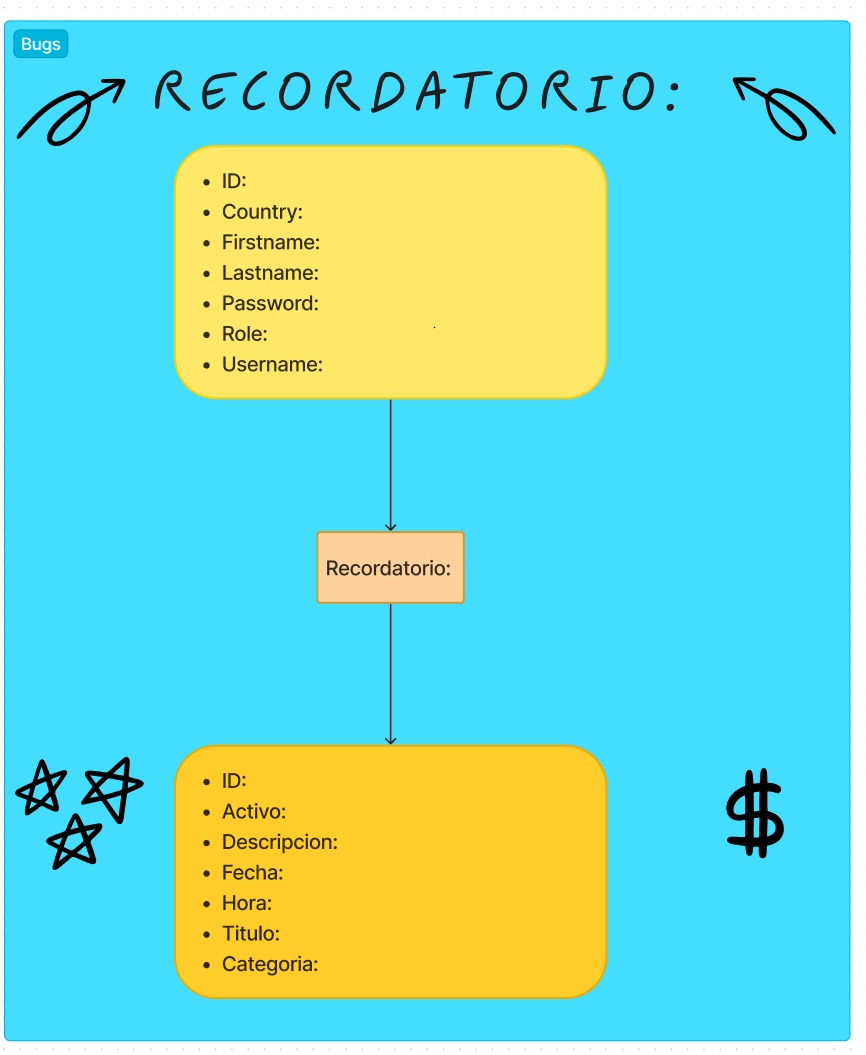 Bugs
RECORDATORIO:
• ID:
• Country:
• Firstname:
• Lastname:
• Password:
• Role:
• Username:
Recordatorio:
• ID:
• Activo:
• Descripcion:
• Fecha:
• Hora:
• Titulo:
• Categoria:
$